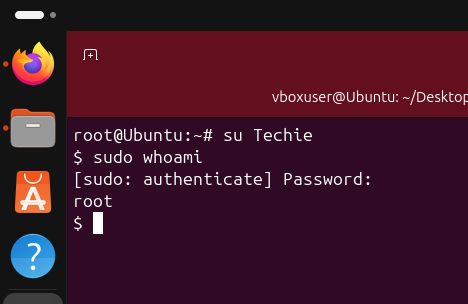 vboxuser@Ubuntu: ~/Desktop
root@Ubuntu:~# su Techie
$ sudo whoami
[sudo: authenticate] Password:
root
$